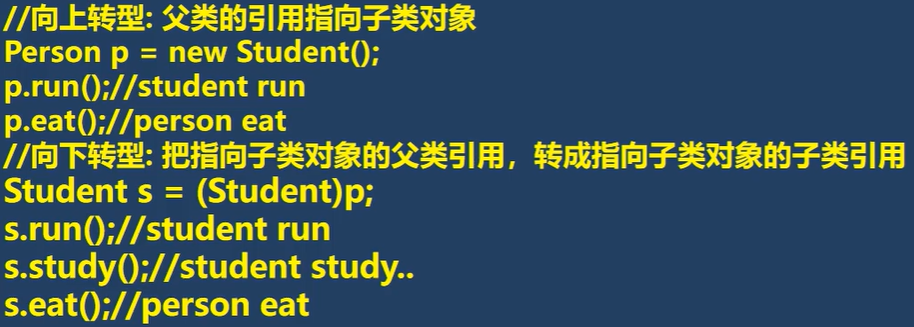 //向上转型: 父类的引用指向子类对象
Person p = new Student();
p.run();//student run
p.eat();//person eat
//向下转型: 把指向子类对象的父类引用，转成指向子类对象的子类引用
Student s = (Student)p;
s.run();//student run
s.study();//student study..
s.eat();//person eat